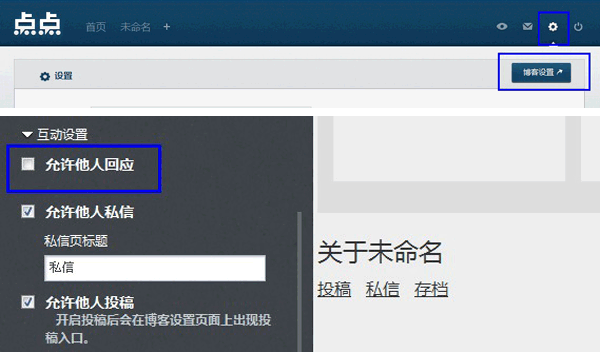 点点 首页 未命名 +
设置 博客设置
互动设置
允许他人回应
允许他人私信
私信页标题
私信
允许他人投稿
开启投稿后会在博客设置页面上出现投
稿入口。
关于未命名
投稿 私信 存档